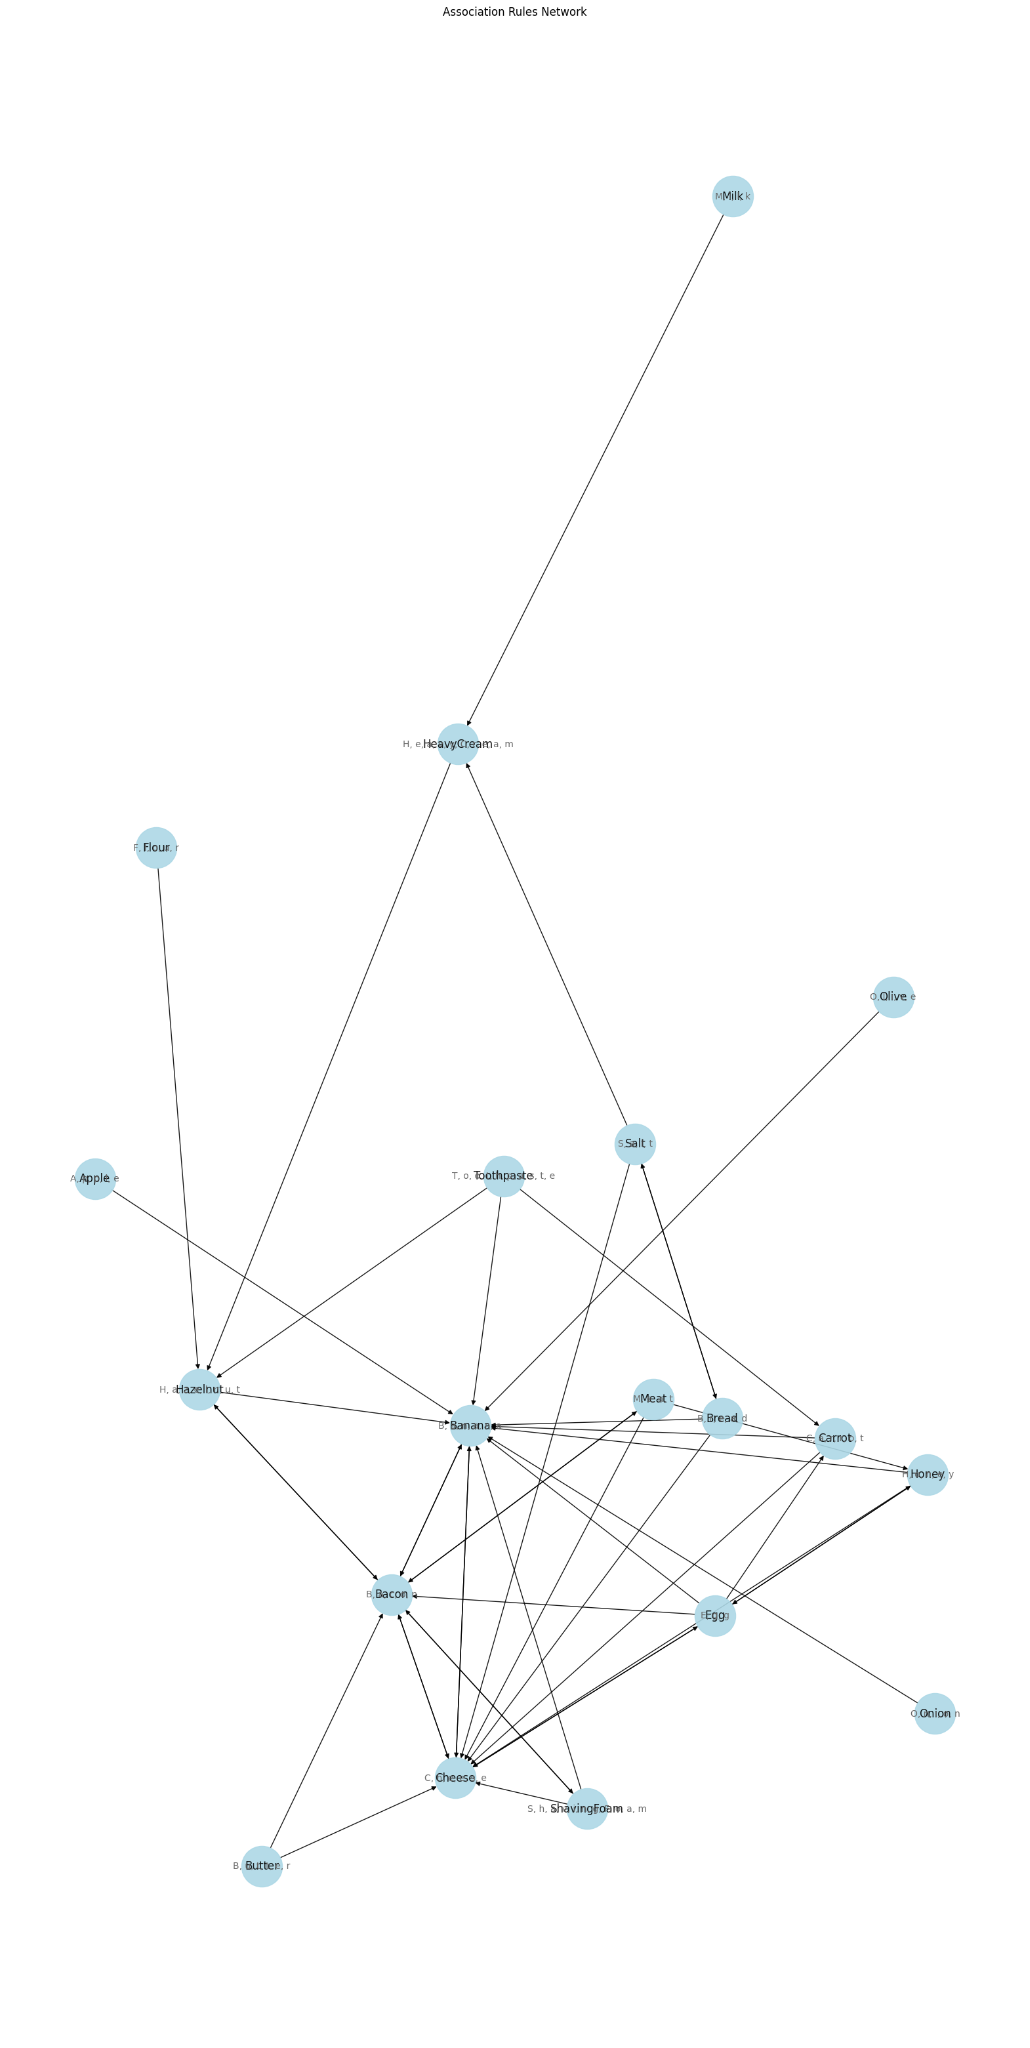 Association Rules Network
Milk
HeavyCream
Flour
Olive
Salt
Toothpaste
Apple
Hazelnut
Meat
Bread
Banana
Carrot
Honey
Bacon
Egg
Onion
Cheese
ShavingFoam
Butter